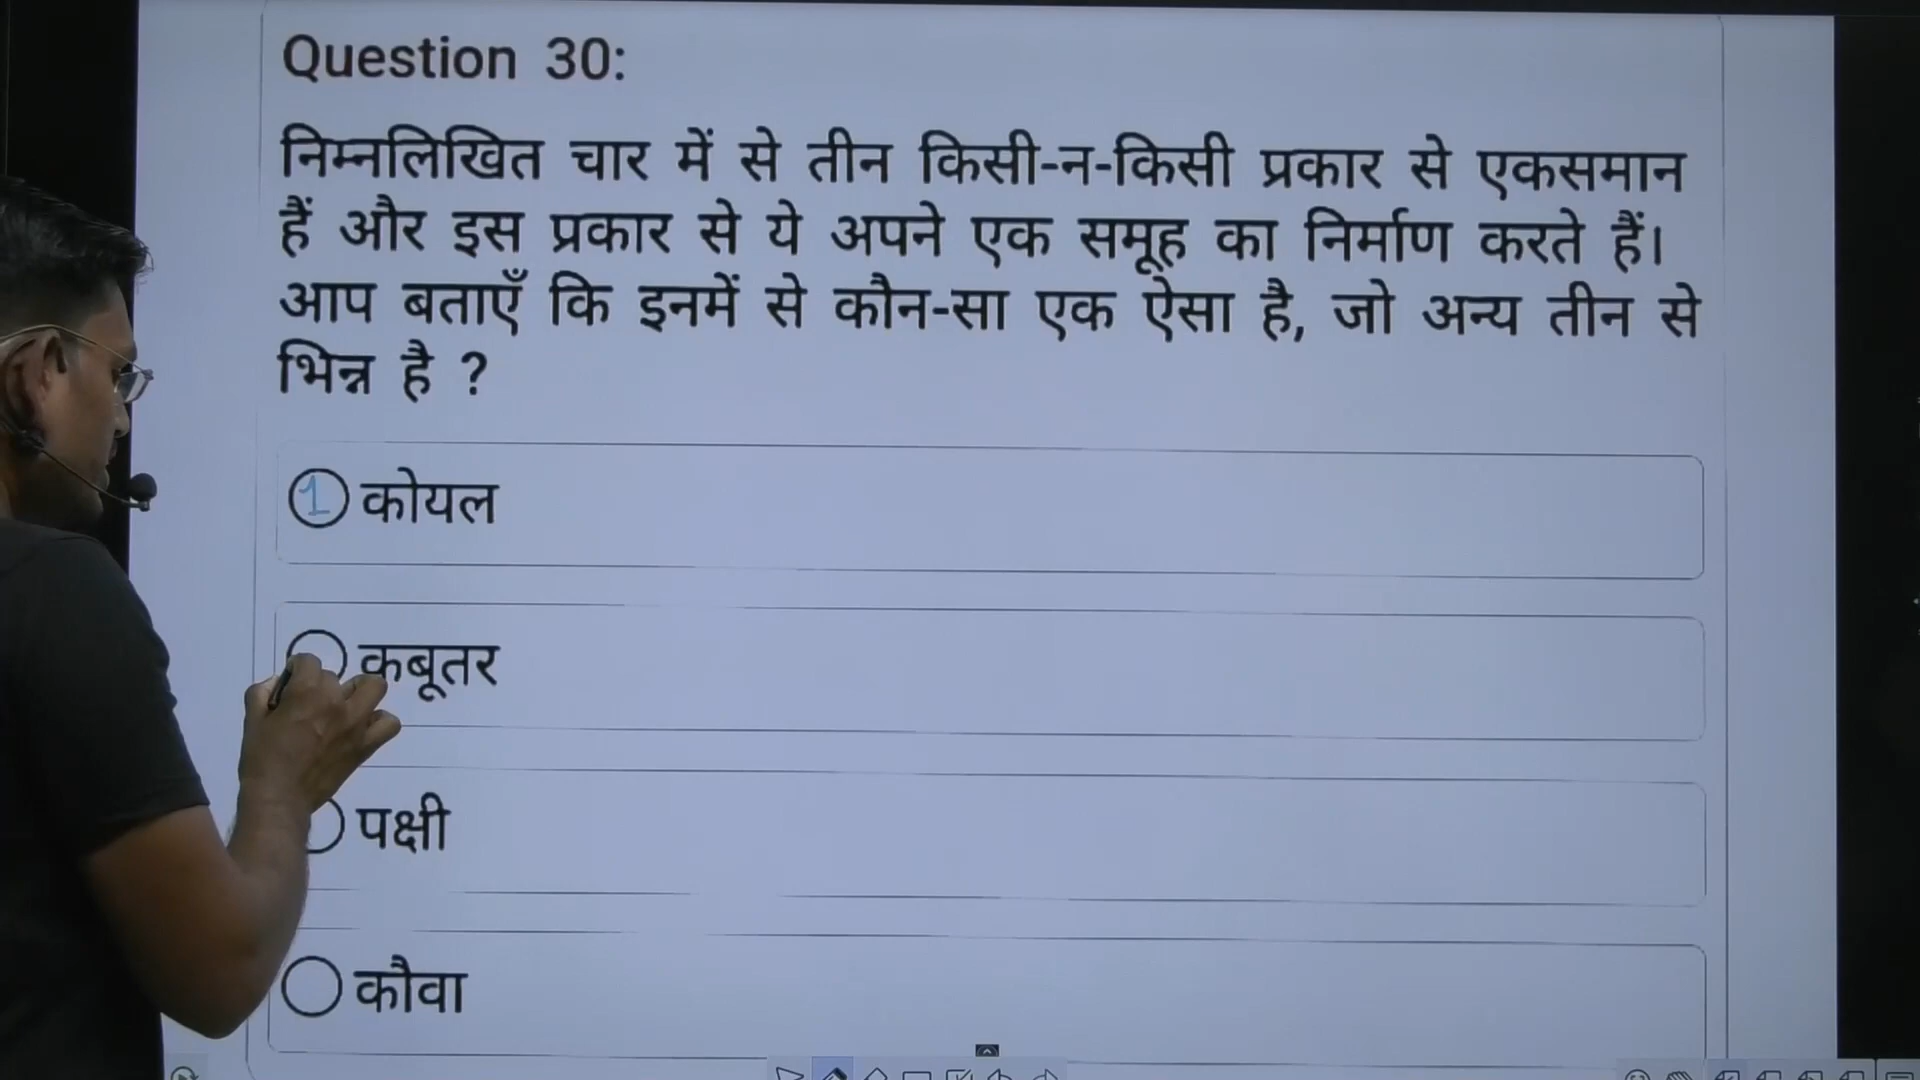 Question 30:
निम्नलिखित चार में से तीन किसी-न-किसी प्रकार से एकसमान
हैं और इस प्रकार से ये अपने एक समूह का निर्माण करते हैं।
आप बताएँ कि इनमें से कौन-सा एक ऐसा है, जो अन्य तीन से
भिन्न है ?
1 कोयल
कबूतर
पक्षी
कौवा